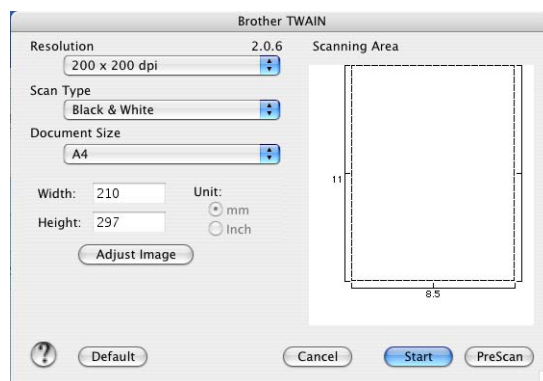 Brother TWAIN
Resolution 2.0.6
200 x 200 dpi
Scan Type
Black & White
Document Size
A4
Width: 210
Height: 297
Unit:
mm
Inch
Adjust Image
Scanning Area
11
8.5
? Default Cancel Start PreScan